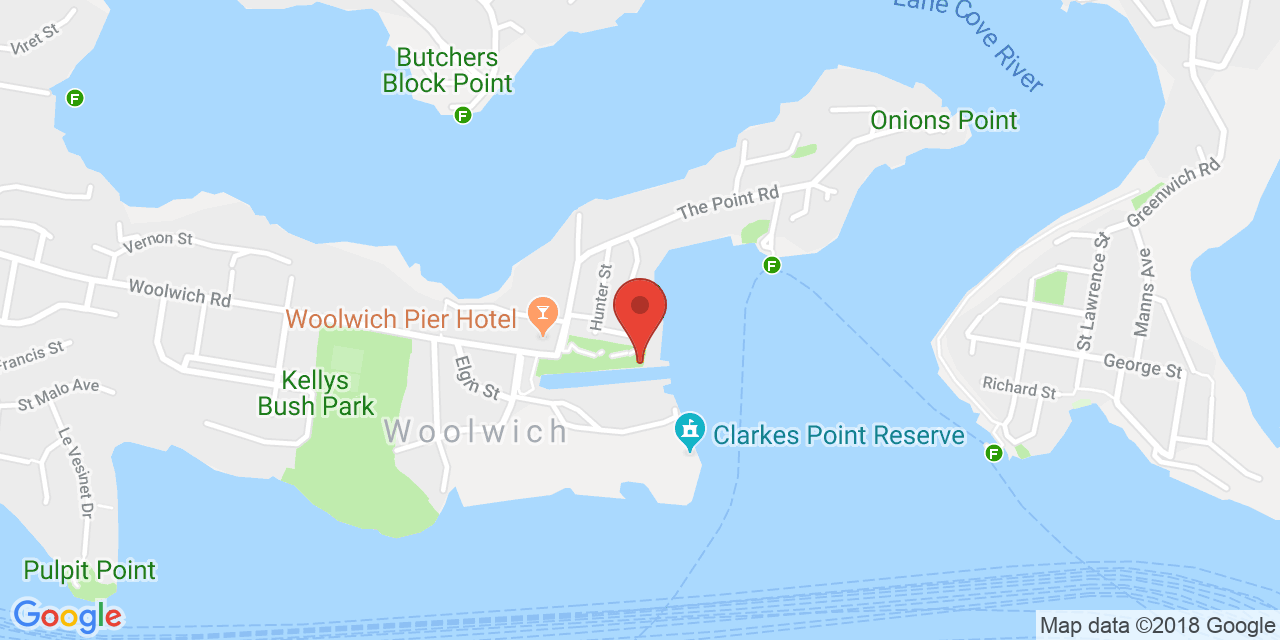 Viret St
Butchers
Block Point
Lane Cove River
Onions Point
Greenwich Rd
The Point Rd
Vernon St
Woolwich Rd
Hunter St
Woolwich Pier Hotel
St Lawrence St
Manns Ave
Francis St
St Malo Ave
Le Vesinet Dr
Kellys
Bush Park
Elgin St
George St
Richard St
Woolwich
Clarkes Point Reserve
Pulpit Point
Google
Map data ©2018 Google
F
F
F
F